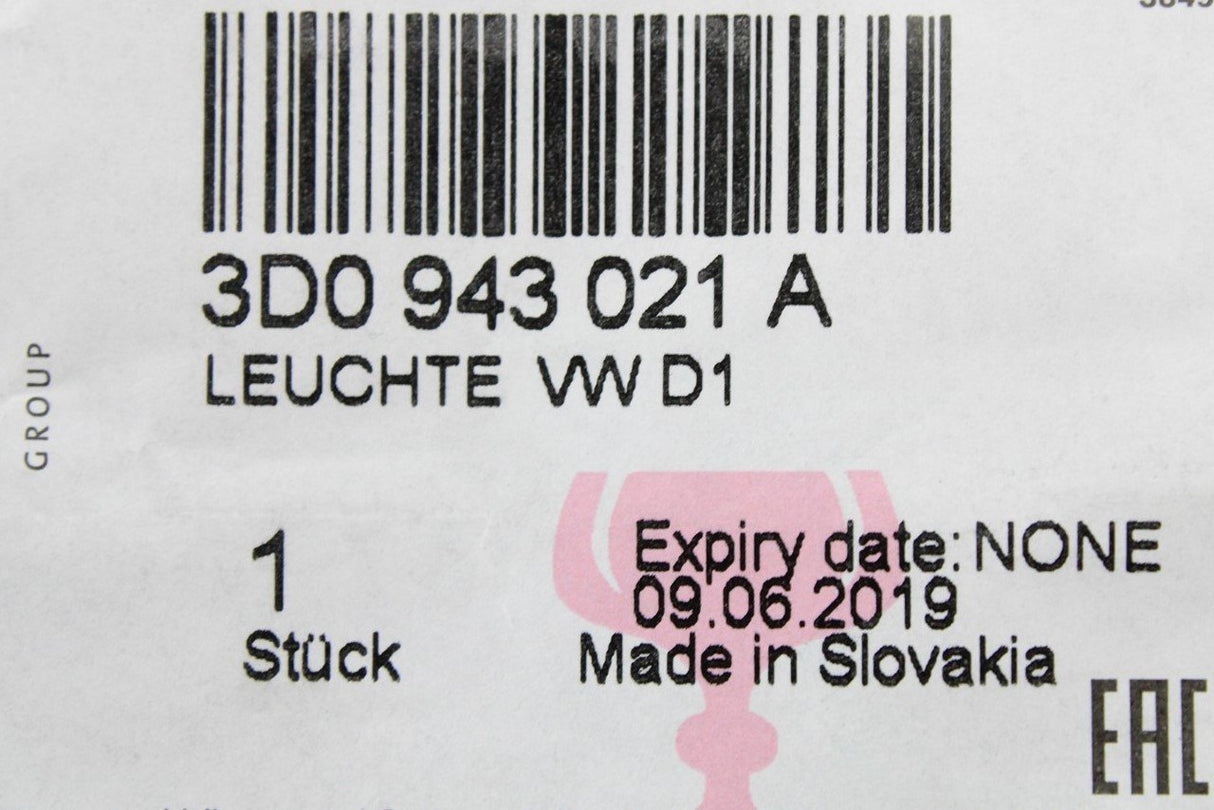 3D0 943 021 A
LEUCHTE VW D1
GROUP
1
Stück
Expiry date: NONE
09.06.2019
Made in Slovakia
EAC